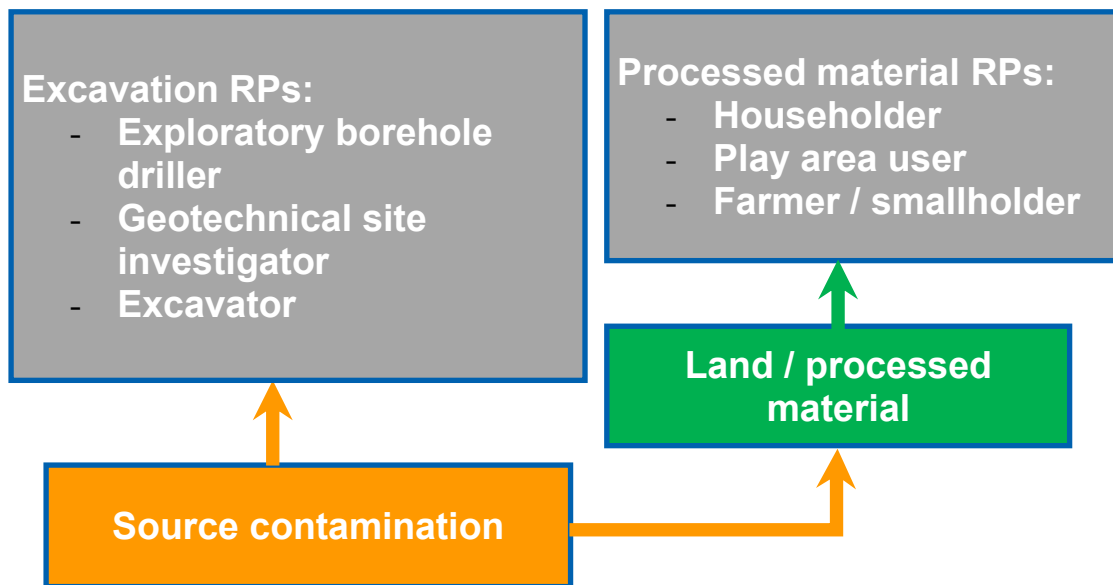 Excavation RPs:
- Exploratory borehole
driller
- Geotechnical site
investigator
- Excavator
Processed material RPs:
- Householder
- Play area user
- Farmer / smallholder
Land / processed
material
Source contamination